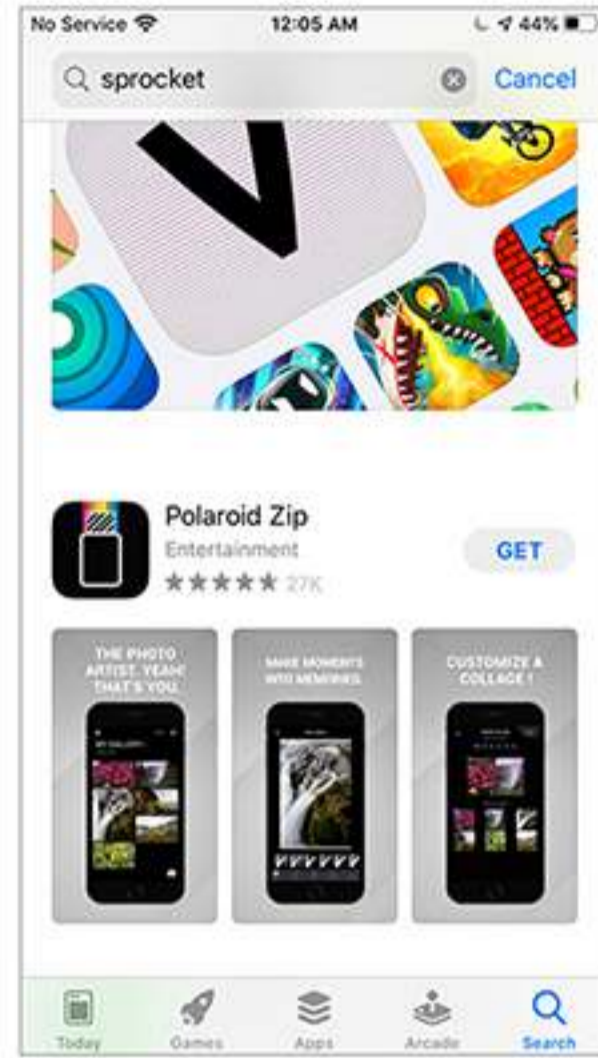 No Service 12:05 AM 44%
sprocket Cancel
V
Polaroid Zip
Entertainment
GET
27K
THE PHOTO
ARTIST. YEAH!
THAT'S YOU.
MAKE MOMENTS
INTO MEMORIES.
CUSTOMIZE A
COLLAGE !
Today Games Apps Arcade Search